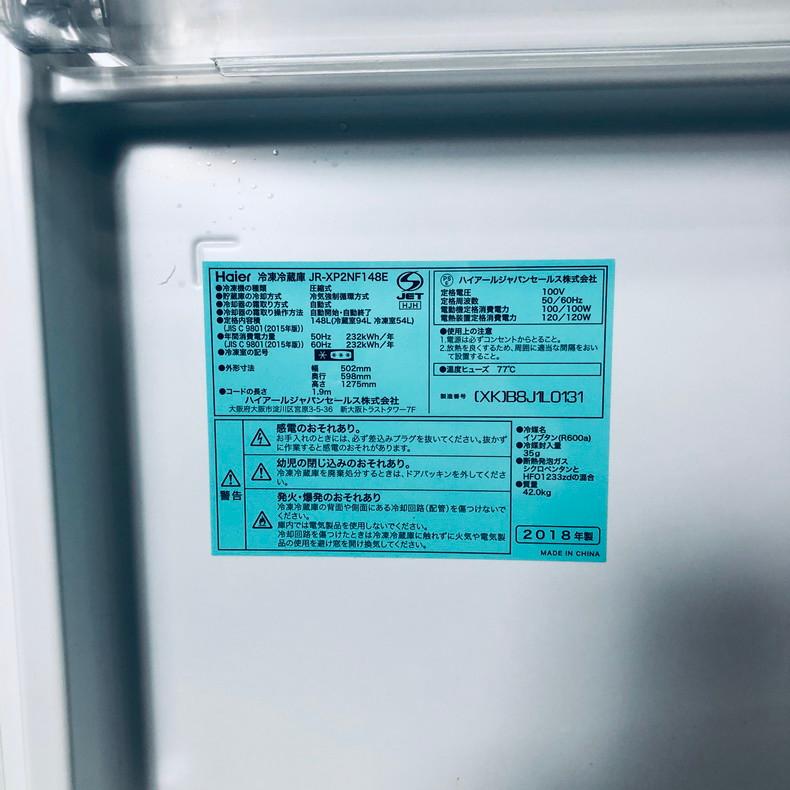 Haier 冷凍冷蔵庫 JR-XP2NF148E
●冷凍機の種類 圧縮式
●貯蔵庫の冷却方式 冷気強制循環方式
●冷却器の霜取り方式 自動式
●冷却器の霜取り操作方法 自動開始・自動終了
●定格内容積 148L(冷蔵室94L 冷凍室54L)
(JIS C 9801(2015年版))
●年間消費電力量 50Hz 232kWh/年
(JIS C 9801(2015年版)) 60Hz 232kWh/年
●冷凍室の記号
●外形寸法 幅 502mm
奥行 598mm
高さ 1275mm
●コードの長さ 1.9m
ハイアールジャパンセールス株式会社
大阪府大阪市淀川区宮原3-5-36 新大阪トラストタワー7F
S
JET
HJH
PS E ハイアールジャパンセールス株式会社
定格電圧 100V
定格周波数 50/60Hz
電動機定格消費電力 100/100W
電熱装置定格消費電力 120/120W
●使用上の注意
1.電源は必ずコンセントからとること。
2.放熱を良くするため、周囲に適当な間隔をおい
て設置すること。
●温度ヒューズ 77℃
製造番号 (XK)B8J1L0131
警告
感電のおそれあり。
お手入れのときには、必ず差込みプラグを抜いてください。抜かず
に作業すると感電のおそれがあります。
幼児の閉じ込みのおそれあり。
冷凍冷蔵庫を廃棄処分するときは、ドアパッキンを外してくださ
い。
発火・爆発のおそれあり
冷凍冷蔵庫の背面や側面にある冷却回路(配管)を傷つけないで
ください。
庫内では電気製品を使用しないでください。
冷却回路を傷つけたときは冷凍冷蔵庫に触れずに火気や電気製
品の使用を避け窓を開け換気してください。
●冷媒名
イソブタン(R600a)
●冷媒封入量
35g
●断熱発泡ガス
シクロペンタンと
HFO1233zdの混合
●質量
42.0kg
2018年製
MADE IN CHINA